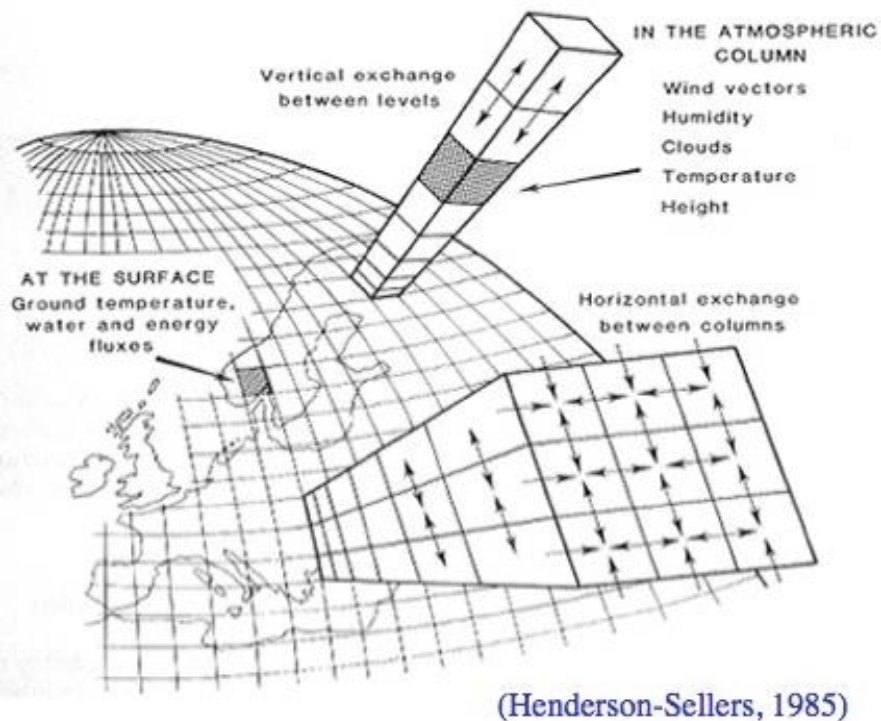 IN THE ATMOSPHERIC
COLUMN
Wind vectors
Humidity
Clouds
Temperature
Height
Vertical exchange
between levels
AT THE SURFACE
Ground temperature,
water and energy
fluxes
Horizontal exchange
between columns
(Henderson-Sellers, 1985)